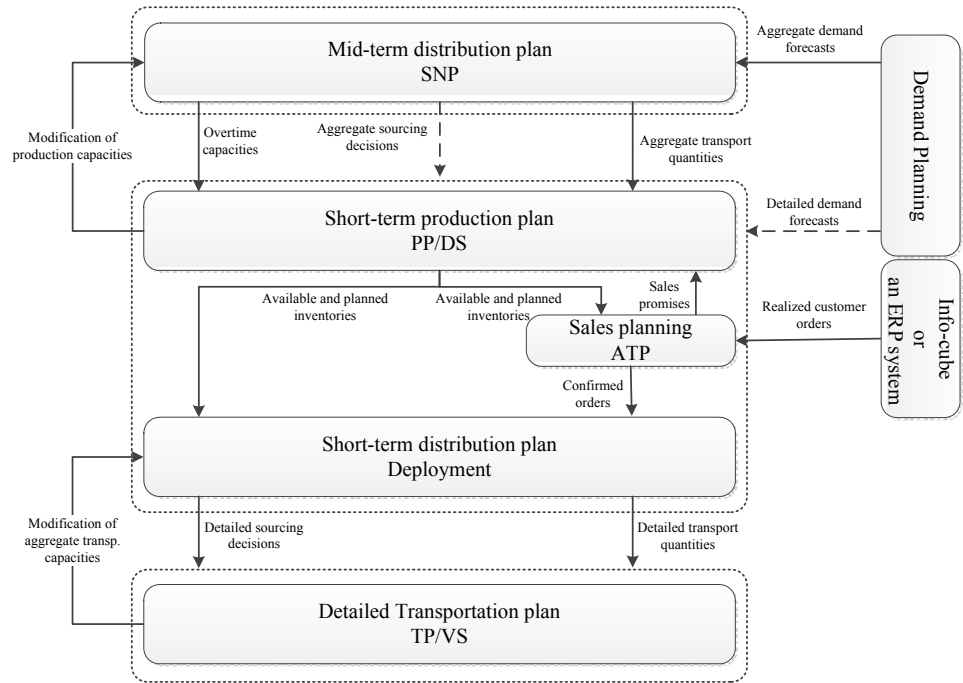 Mid-term distribution plan
SNP
Aggregate demand
forecasts
Demand Planning
Modification of
production capacities
Overtime
capacities
Aggregate sourcing
decisions
Aggregate transport
quantities
Short-term production plan
PP/DS
Detailed demand
forecasts
Available and planned
inventories
Available and planned
inventories
Sales
promises
Sales planning
ATP
Realized customer
orders
Info-cube
or
an ERP system
Confirmed
orders
Short-term distribution plan
Deployment
Modification of
aggregate transp.
capacities
Detailed sourcing
decisions
Detailed transport
quantities
Detailed Transportation plan
TP/VS